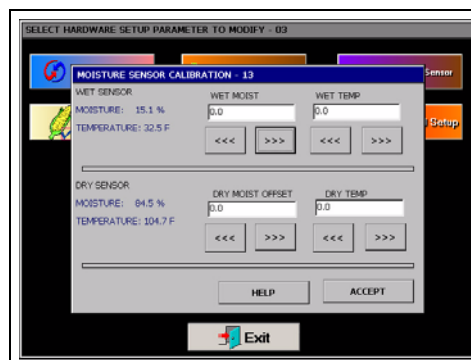 SELECT HARDWARE SETUP PARAMETER TO MODIFY - 03
Sensor
Setup
MOISTURE SENSOR CALIBRATION - 13
WET SENSOR
MOISTURE: 15.1 %
TEMPERATURE: 32.5 F
WET MOIST
WET TEMP
0.0
0.0
<<< >>> <<< >>>
DRY SENSOR
MOISTURE: 84.5 %
TEMPERATURE: 104.7 F
DRY MOIST OFFSET
DRY TEMP
0.0
0.0
<<< >>> <<< >>>
HELP
ACCEPT
Exit